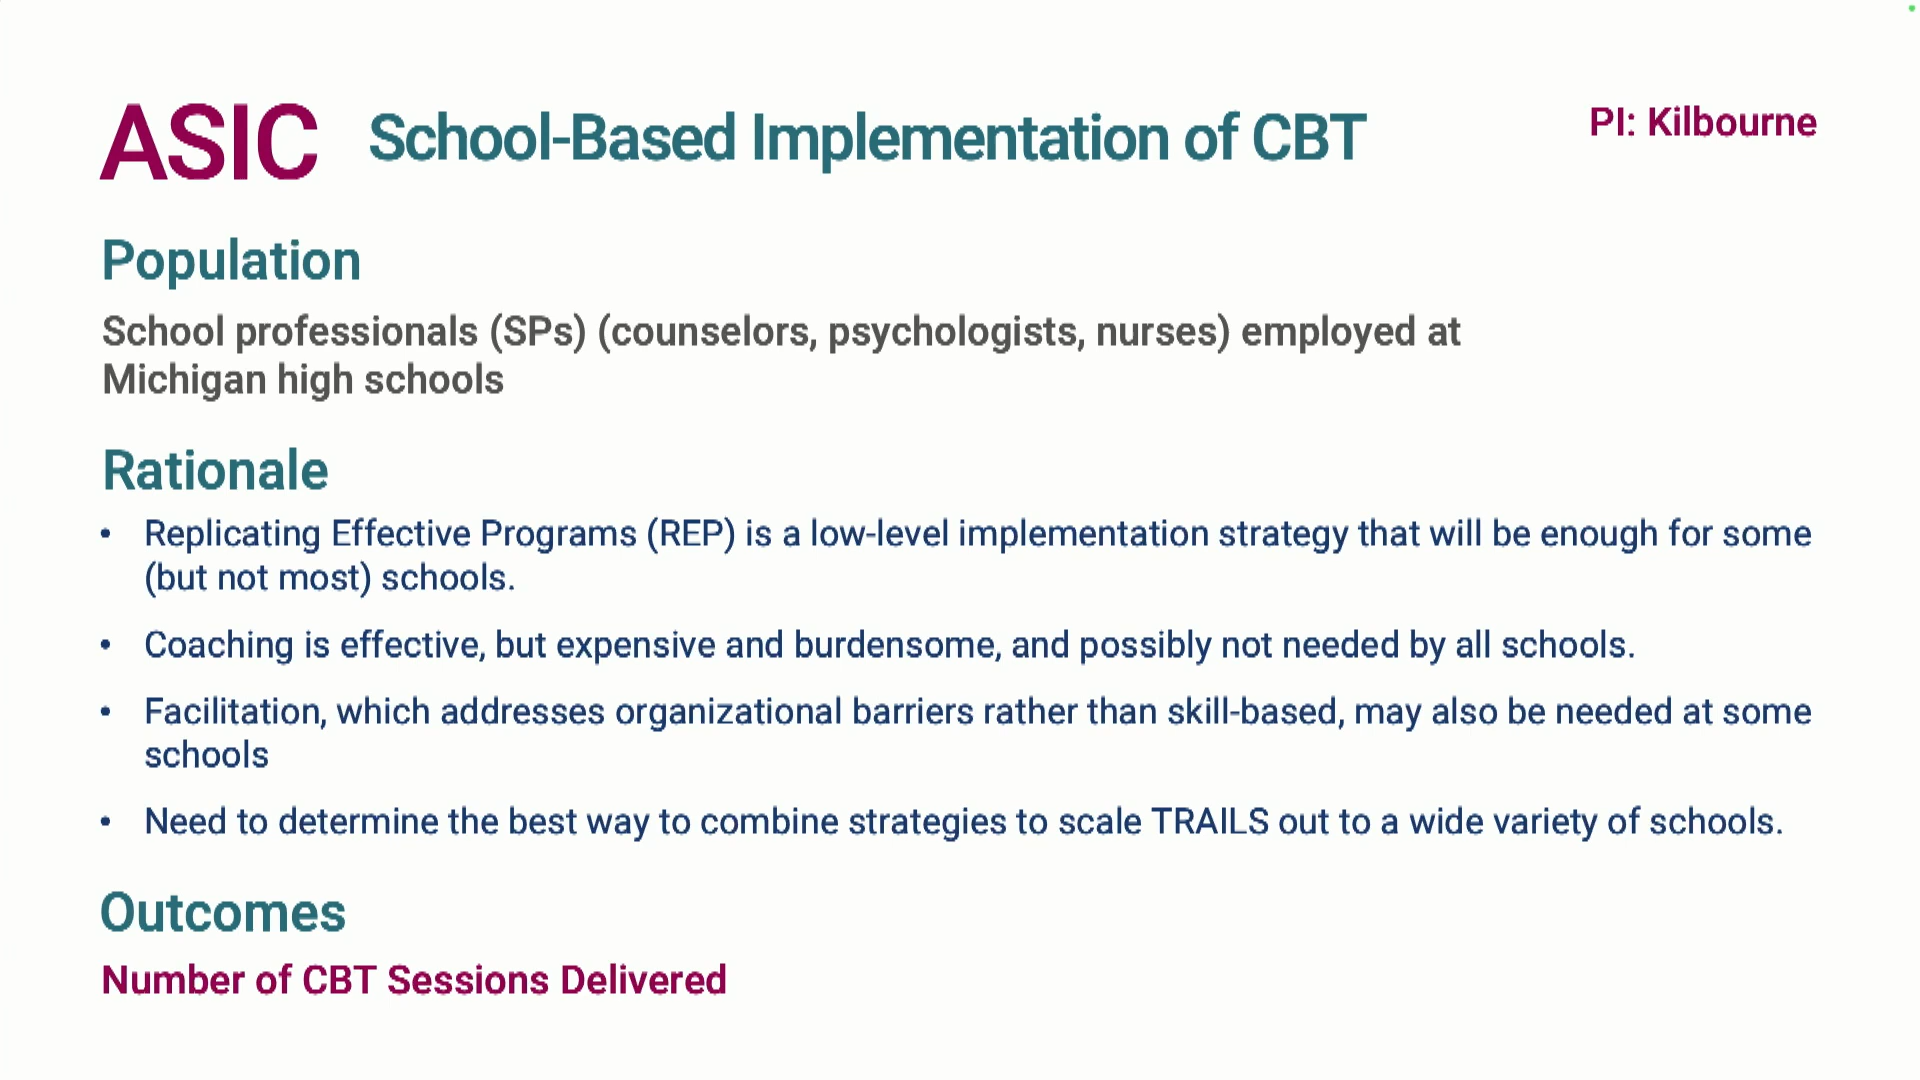 ASIC School-Based Implementation of CBT
PI: Kilbourne
Population
School professionals (SPs) (counselors, psychologists, nurses) employed at
Michigan high schools
Rationale
• Replicating Effective Programs (REP) is a low-level implementation strategy that will be enough for some
(but not most) schools.
• Coaching is effective, but expensive and burdensome, and possibly not needed by all schools.
• Facilitation, which addresses organizational barriers rather than skill-based, may also be needed at some
schools
• Need to determine the best way to combine strategies to scale TRAILS out to a wide variety of schools.
Outcomes
Number of CBT Sessions Delivered